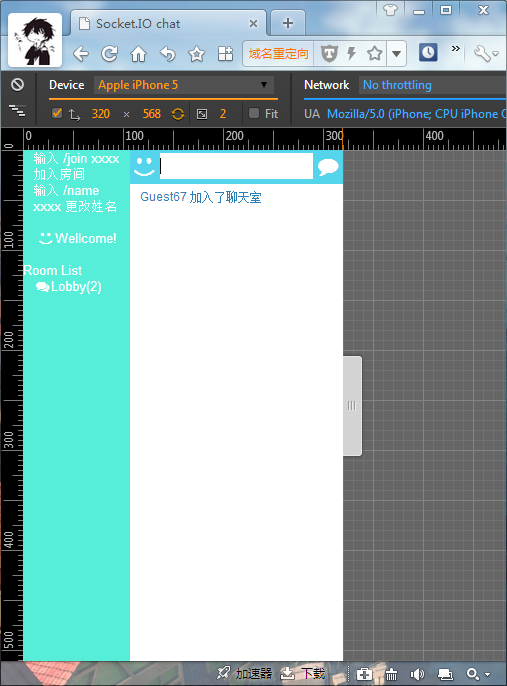 Socket.IO chat
域名重定向
Device Apple iPhone 5 Network No throttling
320 × 568 2 Fit UA Mozilla/5.0 (iPhone; CPU iPhone O
0 100 200 300 400
0
100
200
300
400
500
输入 /join xxxx
加入房间
输入 /name
xxxx 更改姓名
Wellcome!
Room List
Lobby(2)
Guest67 加入了聊天室
加速器 下载